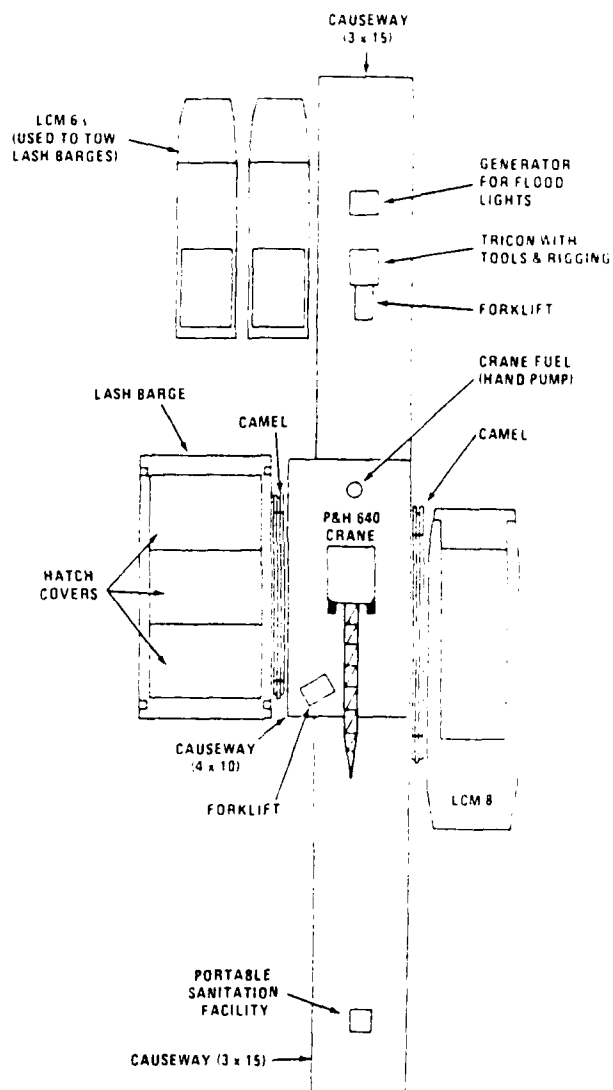 CAUSEWAY
(3 x 15)
LCM 6's
(USED TO TOW
LASH BARGES)
GENERATOR
FOR FLOOD
LIGHTS
TRICON WITH
TOOLS & RIGGING
FORKLIFT
CRANE FUEL
(HAND PUMP)
LASH BARGE
CAMEL
CAMEL
P&H 640
CRANE
HATCH
COVERS
CAUSEWAY
(4 x 10)
FORKLIFT
LCM 8
PORTABLE
SANITATION
FACILITY
CAUSEWAY (3 x 15)